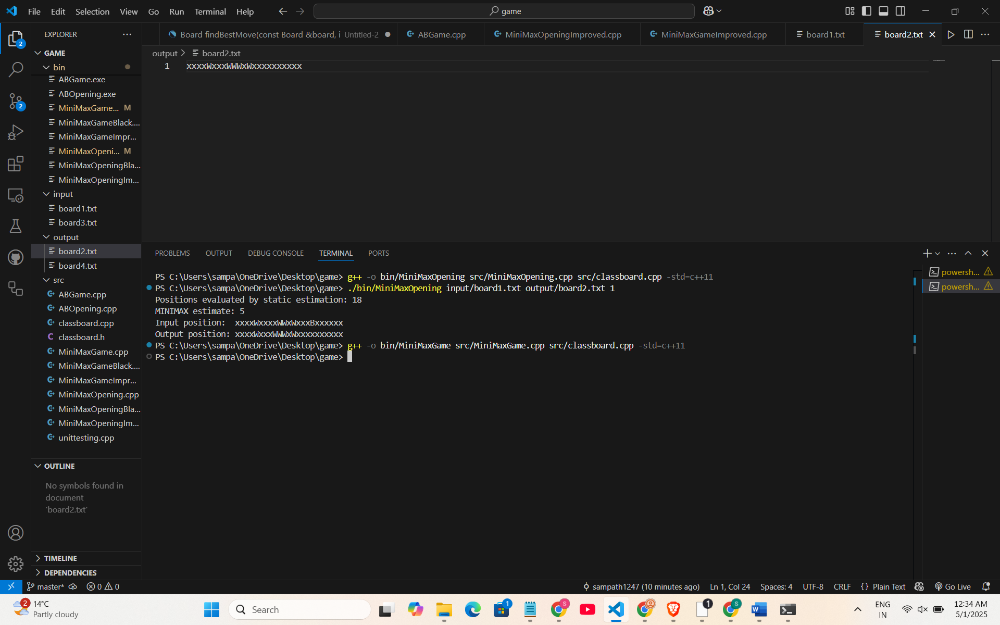 File Edit Selection View Go Run Terminal Help
game
EXPLORER
GAME
bin
ABGame.exe
ABOpening.exe
MiniMaxGame... M
MiniMaxGameBlack....
MiniMaxGameImpr...
MiniMaxOpeni... M
MiniMaxOpeningBla...
MiniMaxOpeningIm...
input
board1.txt
board3.txt
output
board2.txt
board4.txt
src
ABGame.cpp
ABOpening.cpp
classboard.cpp
classboard.h
MiniMaxGame.cpp
MiniMaxGameBlack....
MiniMaxGameImpr...
MiniMaxOpening.cpp
MiniMaxOpeningBla...
MiniMaxOpeningIm...
unittesting.cpp
OUTLINE
No symbols found in
document
'board2.txt'
TIMELINE
DEPENDENCIES
2
2
Board findBestMove(const Board &board, i Untitled-2
ABGame.cpp
MiniMaxOpeningImproved.cpp
MiniMaxGameImproved.cpp
board1.txt
board2.txt
output > board2.txt
1 xxxxWxxxWWWxWxxxxxxxxxx
PROBLEMS OUTPUT DEBUG CONSOLE TERMINAL PORTS
PS C:\Users\sampa\OneDrive\Desktop\game> g++ -o bin/MiniMaxOpening src/MiniMaxOpening.cpp src/classboard.cpp -std=c++11
PS C:\Users\sampa\OneDrive\Desktop\game> ./bin/MiniMaxOpening input/board1.txt output/board2.txt 1
Positions evaluated by static estimation: 18
MINIMAX estimate: 5
Input position:  xxxxWxxxxWWxWxxxBxxxxxx
Output position: xxxxWxxxWWWxWxxxxxxxxxx
PS C:\Users\sampa\OneDrive\Desktop\game> g++ -o bin/MiniMaxGame src/MiniMaxGame.cpp src/classboard.cpp -std=c++11
PS C:\Users\sampa\OneDrive\Desktop\game>
powersh...
powersh...
master* 0 0
sampath1247 (10 minutes ago) Ln 1, Col 24 Spaces: 4 UTF-8 CRLF {} Plain Text Go Live
2
14°C
Partly cloudy
Search
1
S
1
S
ENG
IN
12:34 AM
5/1/2025